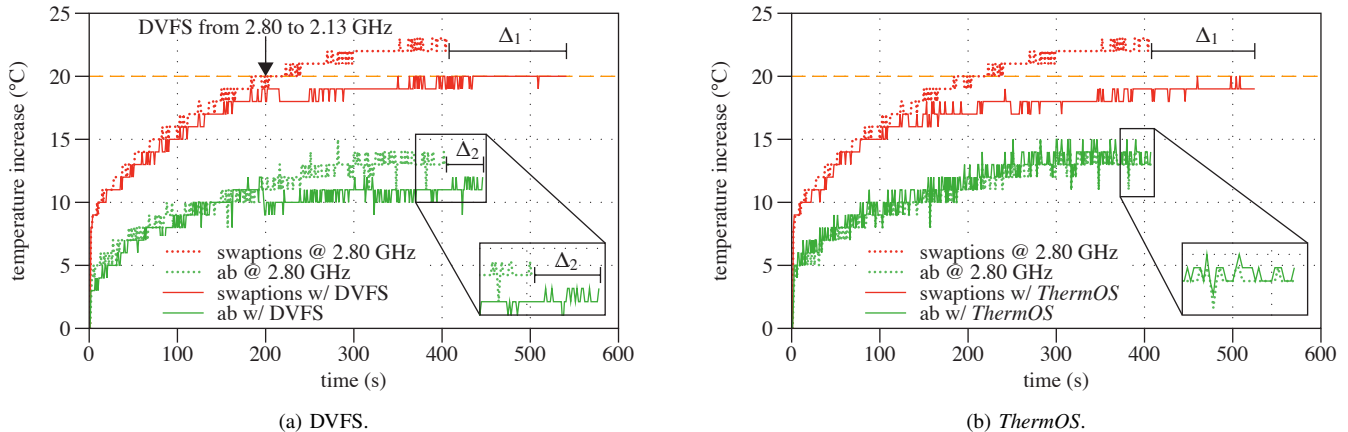 DVFS from 2.80 to 2.13 GHz
Δ1
Δ2
Δ2
temperature increase (°C)
25
20
15
10
5
0
swaptions @ 2.80 GHz
ab @ 2.80 GHz
swaptions w/ DVFS
ab w/ DVFS
0 100 200 300 400 500 600
time (s)
(a) DVFS.
Δ1
temperature increase (°C)
25
20
15
10
5
0
swaptions @ 2.80 GHz
ab @ 2.80 GHz
swaptions w/ ThermOS
ab w/ ThermOS
0 100 200 300 400 500 600
time (s)
(b) ThermOS.